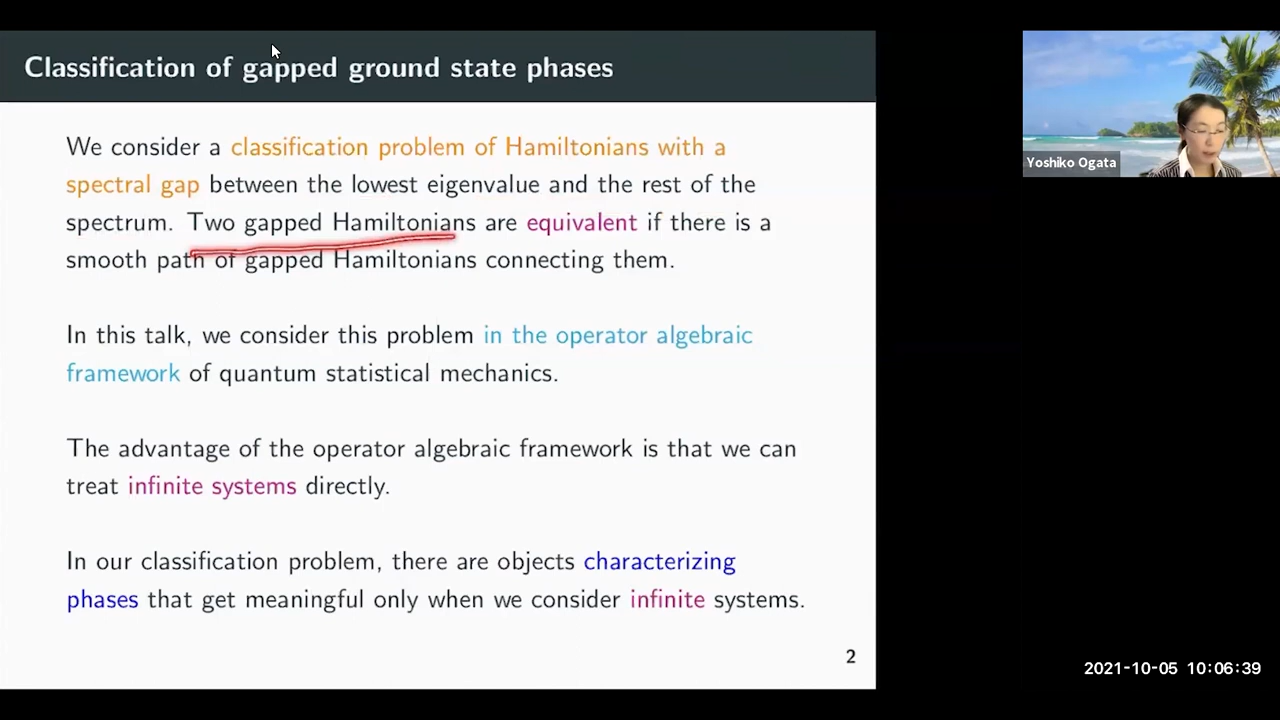 Classification of gapped ground state phases
We consider a classification problem of Hamiltonians with a
spectral gap between the lowest eigenvalue and the rest of the
spectrum. Two gapped Hamiltonians are equivalent if there is a
smooth path of gapped Hamiltonians connecting them.
In this talk, we consider this problem in the operator algebraic
framework of quantum statistical mechanics.
The advantage of the operator algebraic framework is that we can
treat infinite systems directly.
In our classification problem, there are objects characterizing
phases that get meaningful only when we consider infinite systems.
2
Yoshiko Ogata
2021-10-05 10:06:39